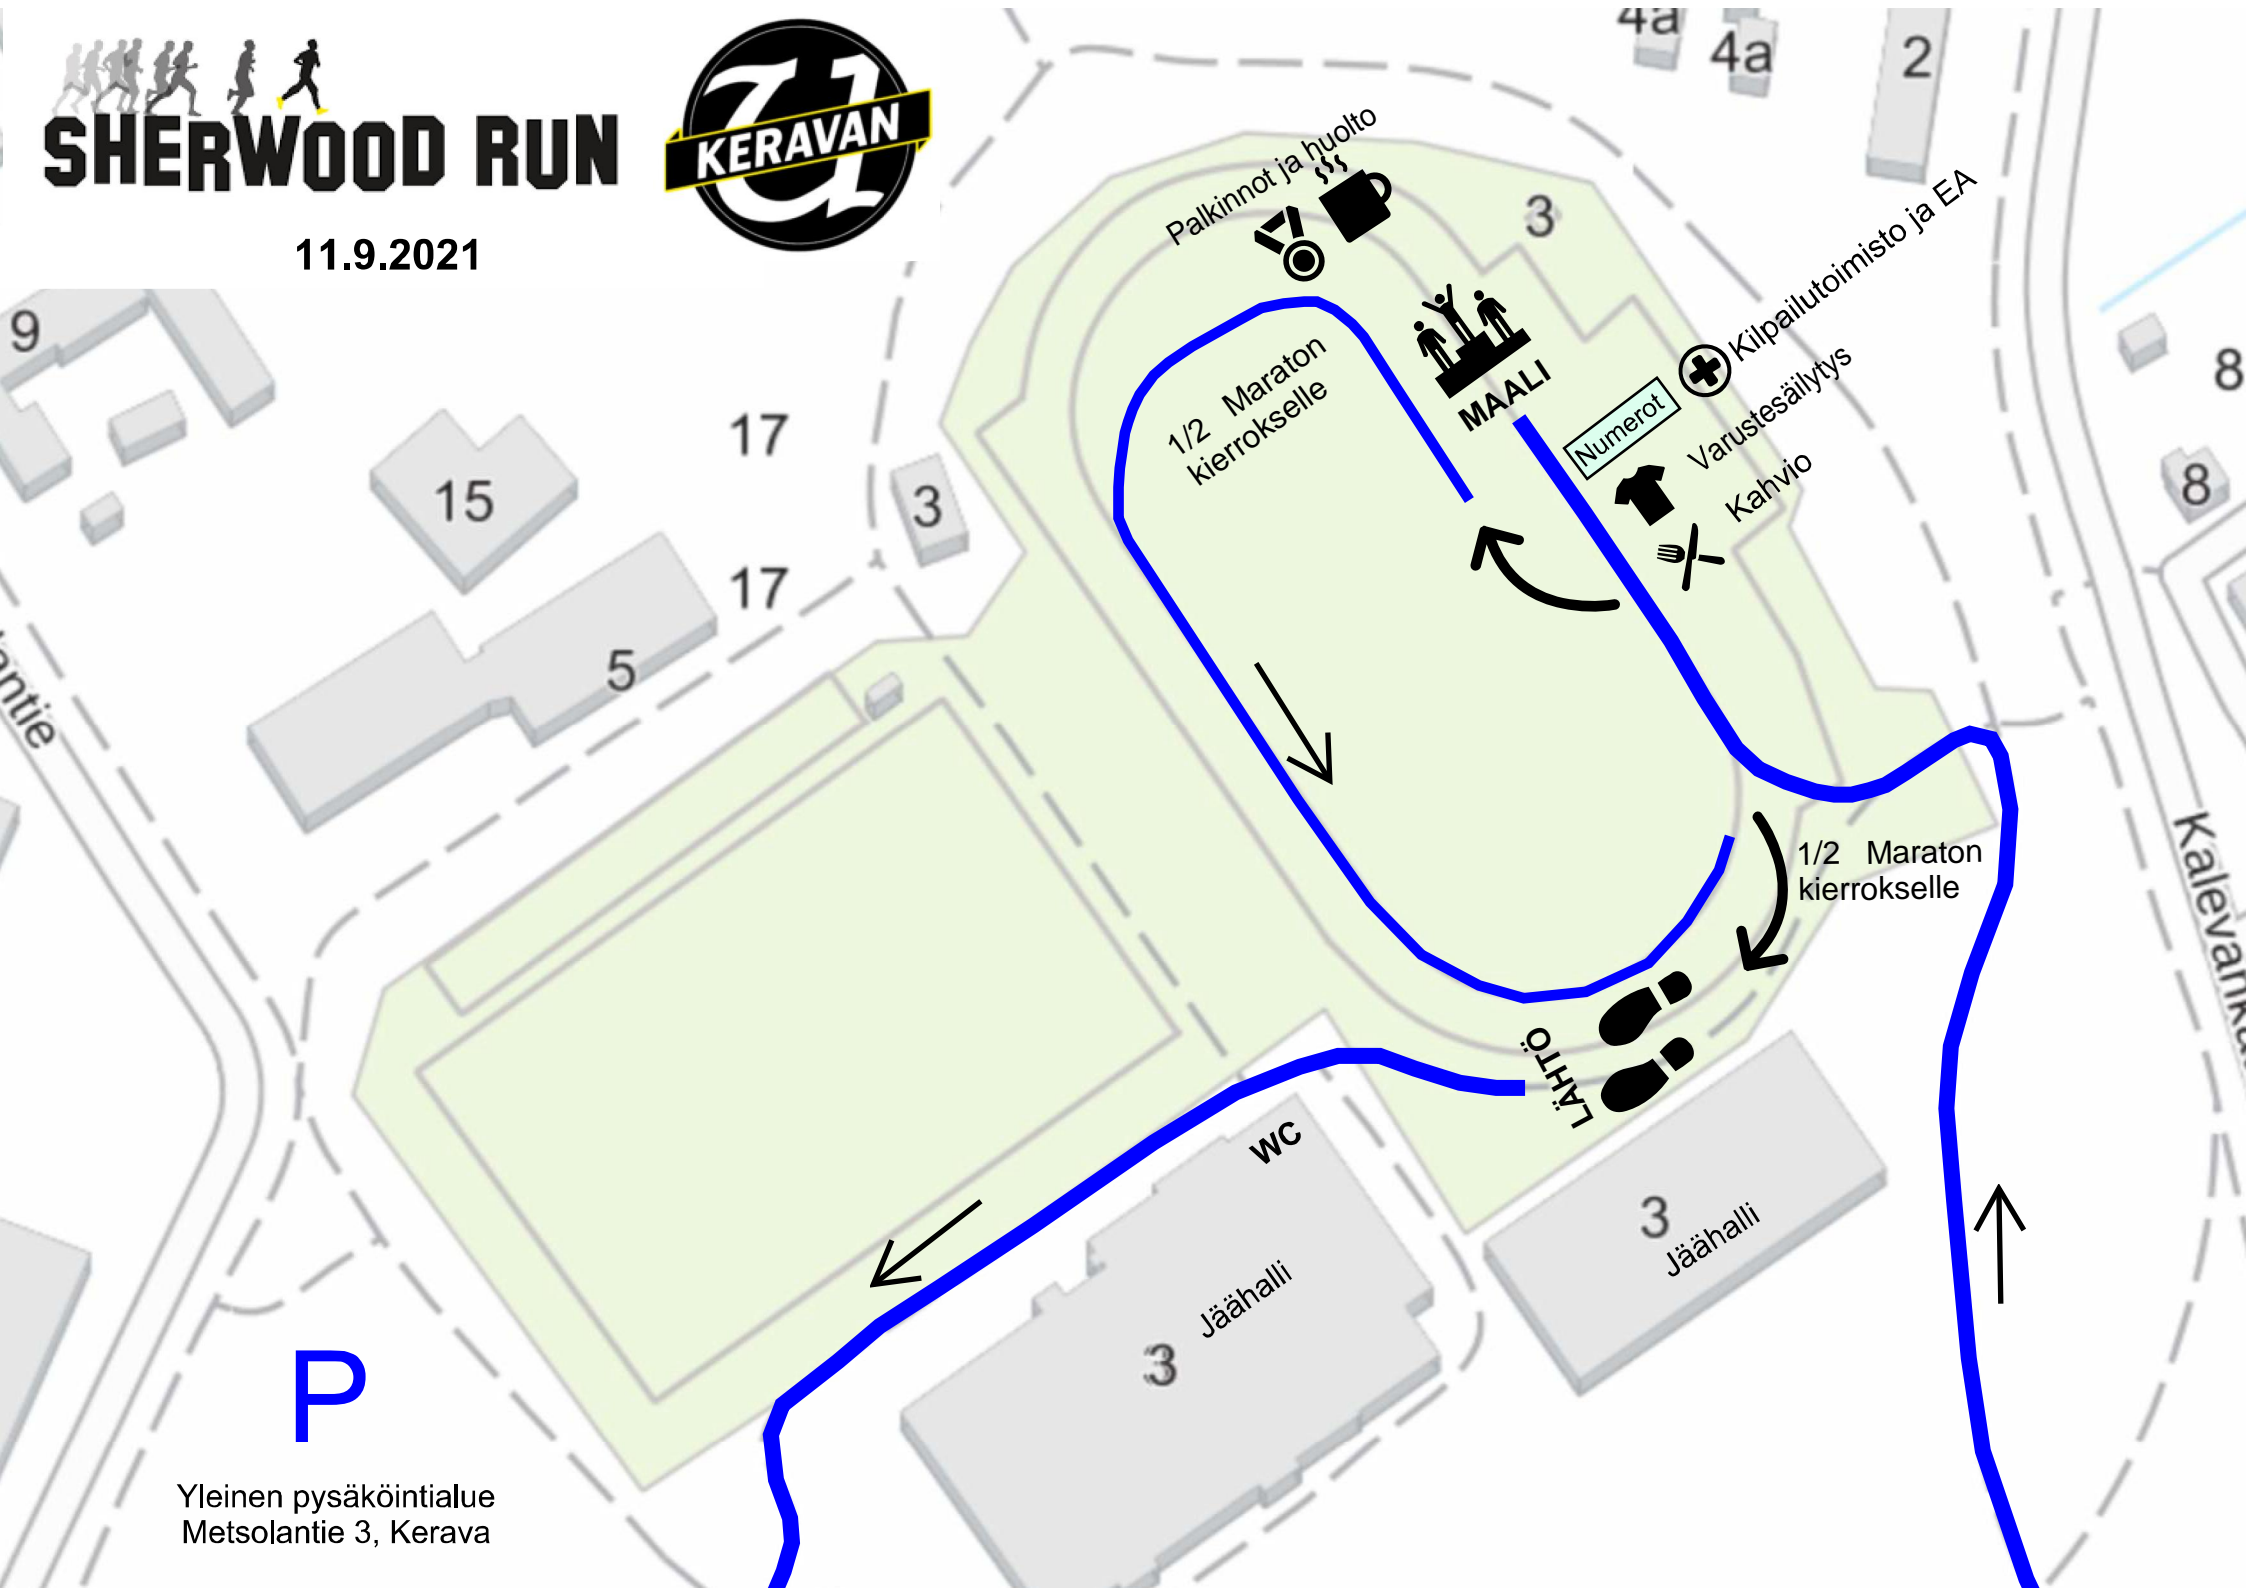 SHERWOOD RUN
KERAVAN
U
11.9.2021
4a
4a
2
Palkinnot ja huolto
3
Kilpailutoimisto ja EA
9
1/2 Maraton
kierrokselle
MAALI
Numerot
Varustesäilytys
Kahvio
8
8
17
15
3
17
5
1/2 Maraton
kierrokselle
LÄHTÖ
WC
3
Jäähalli
Jäähalli
3
P
Yleinen pysäköintialue
Metsolantie 3, Kerava